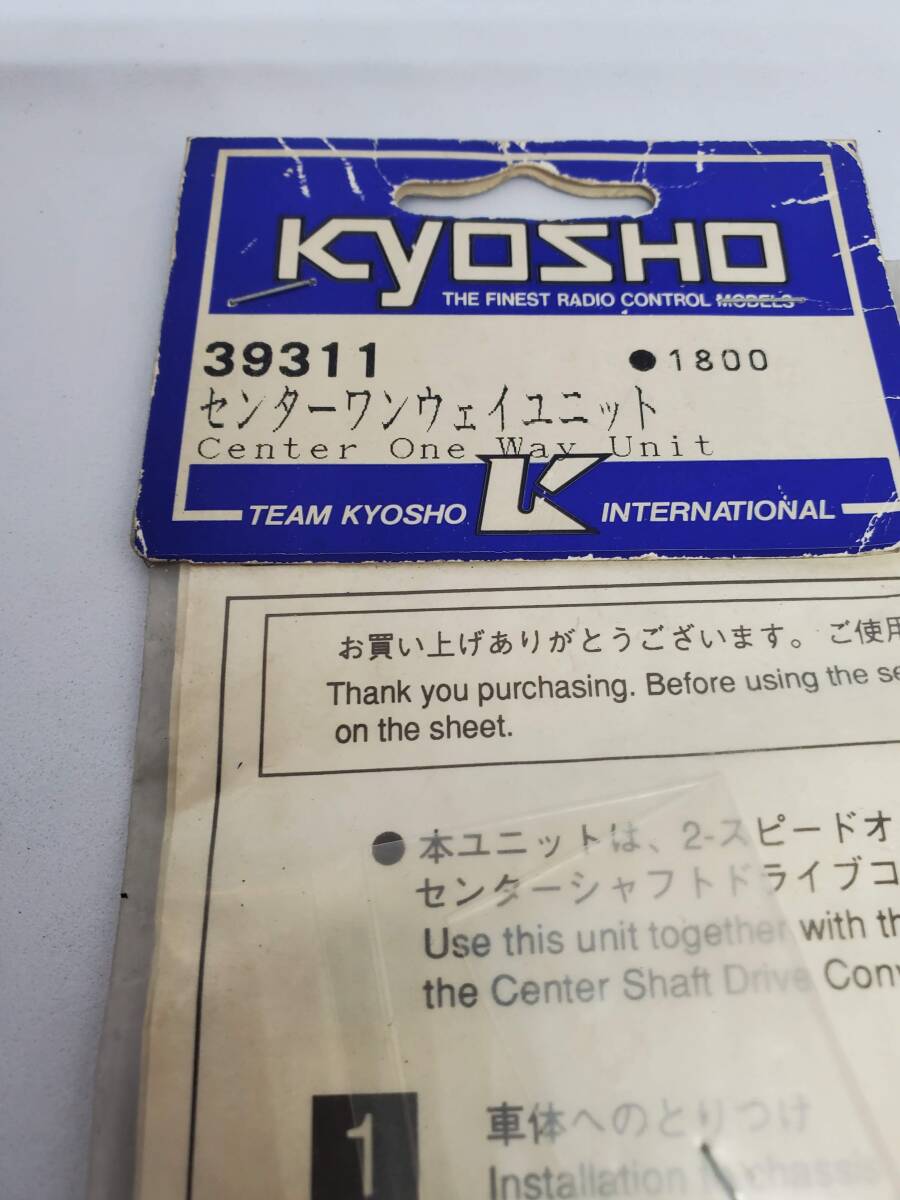 KYOSHO
THE FINEST RADIO CONTROL MODELS
39311 ●1800
センターワンウェイユニット
Center One Way Unit
TEAM KYOSHO K INTERNATIONAL
お買い上げありがとうございます。ご使用
Thank you purchasing. Before using the se
on the sheet.
●本ユニットは、2-スピードオ
センターシャフトドライブコ
Use this unit together with th
the Center Shaft Drive Conv
1 車体へのとりつけ
Installation to chassis